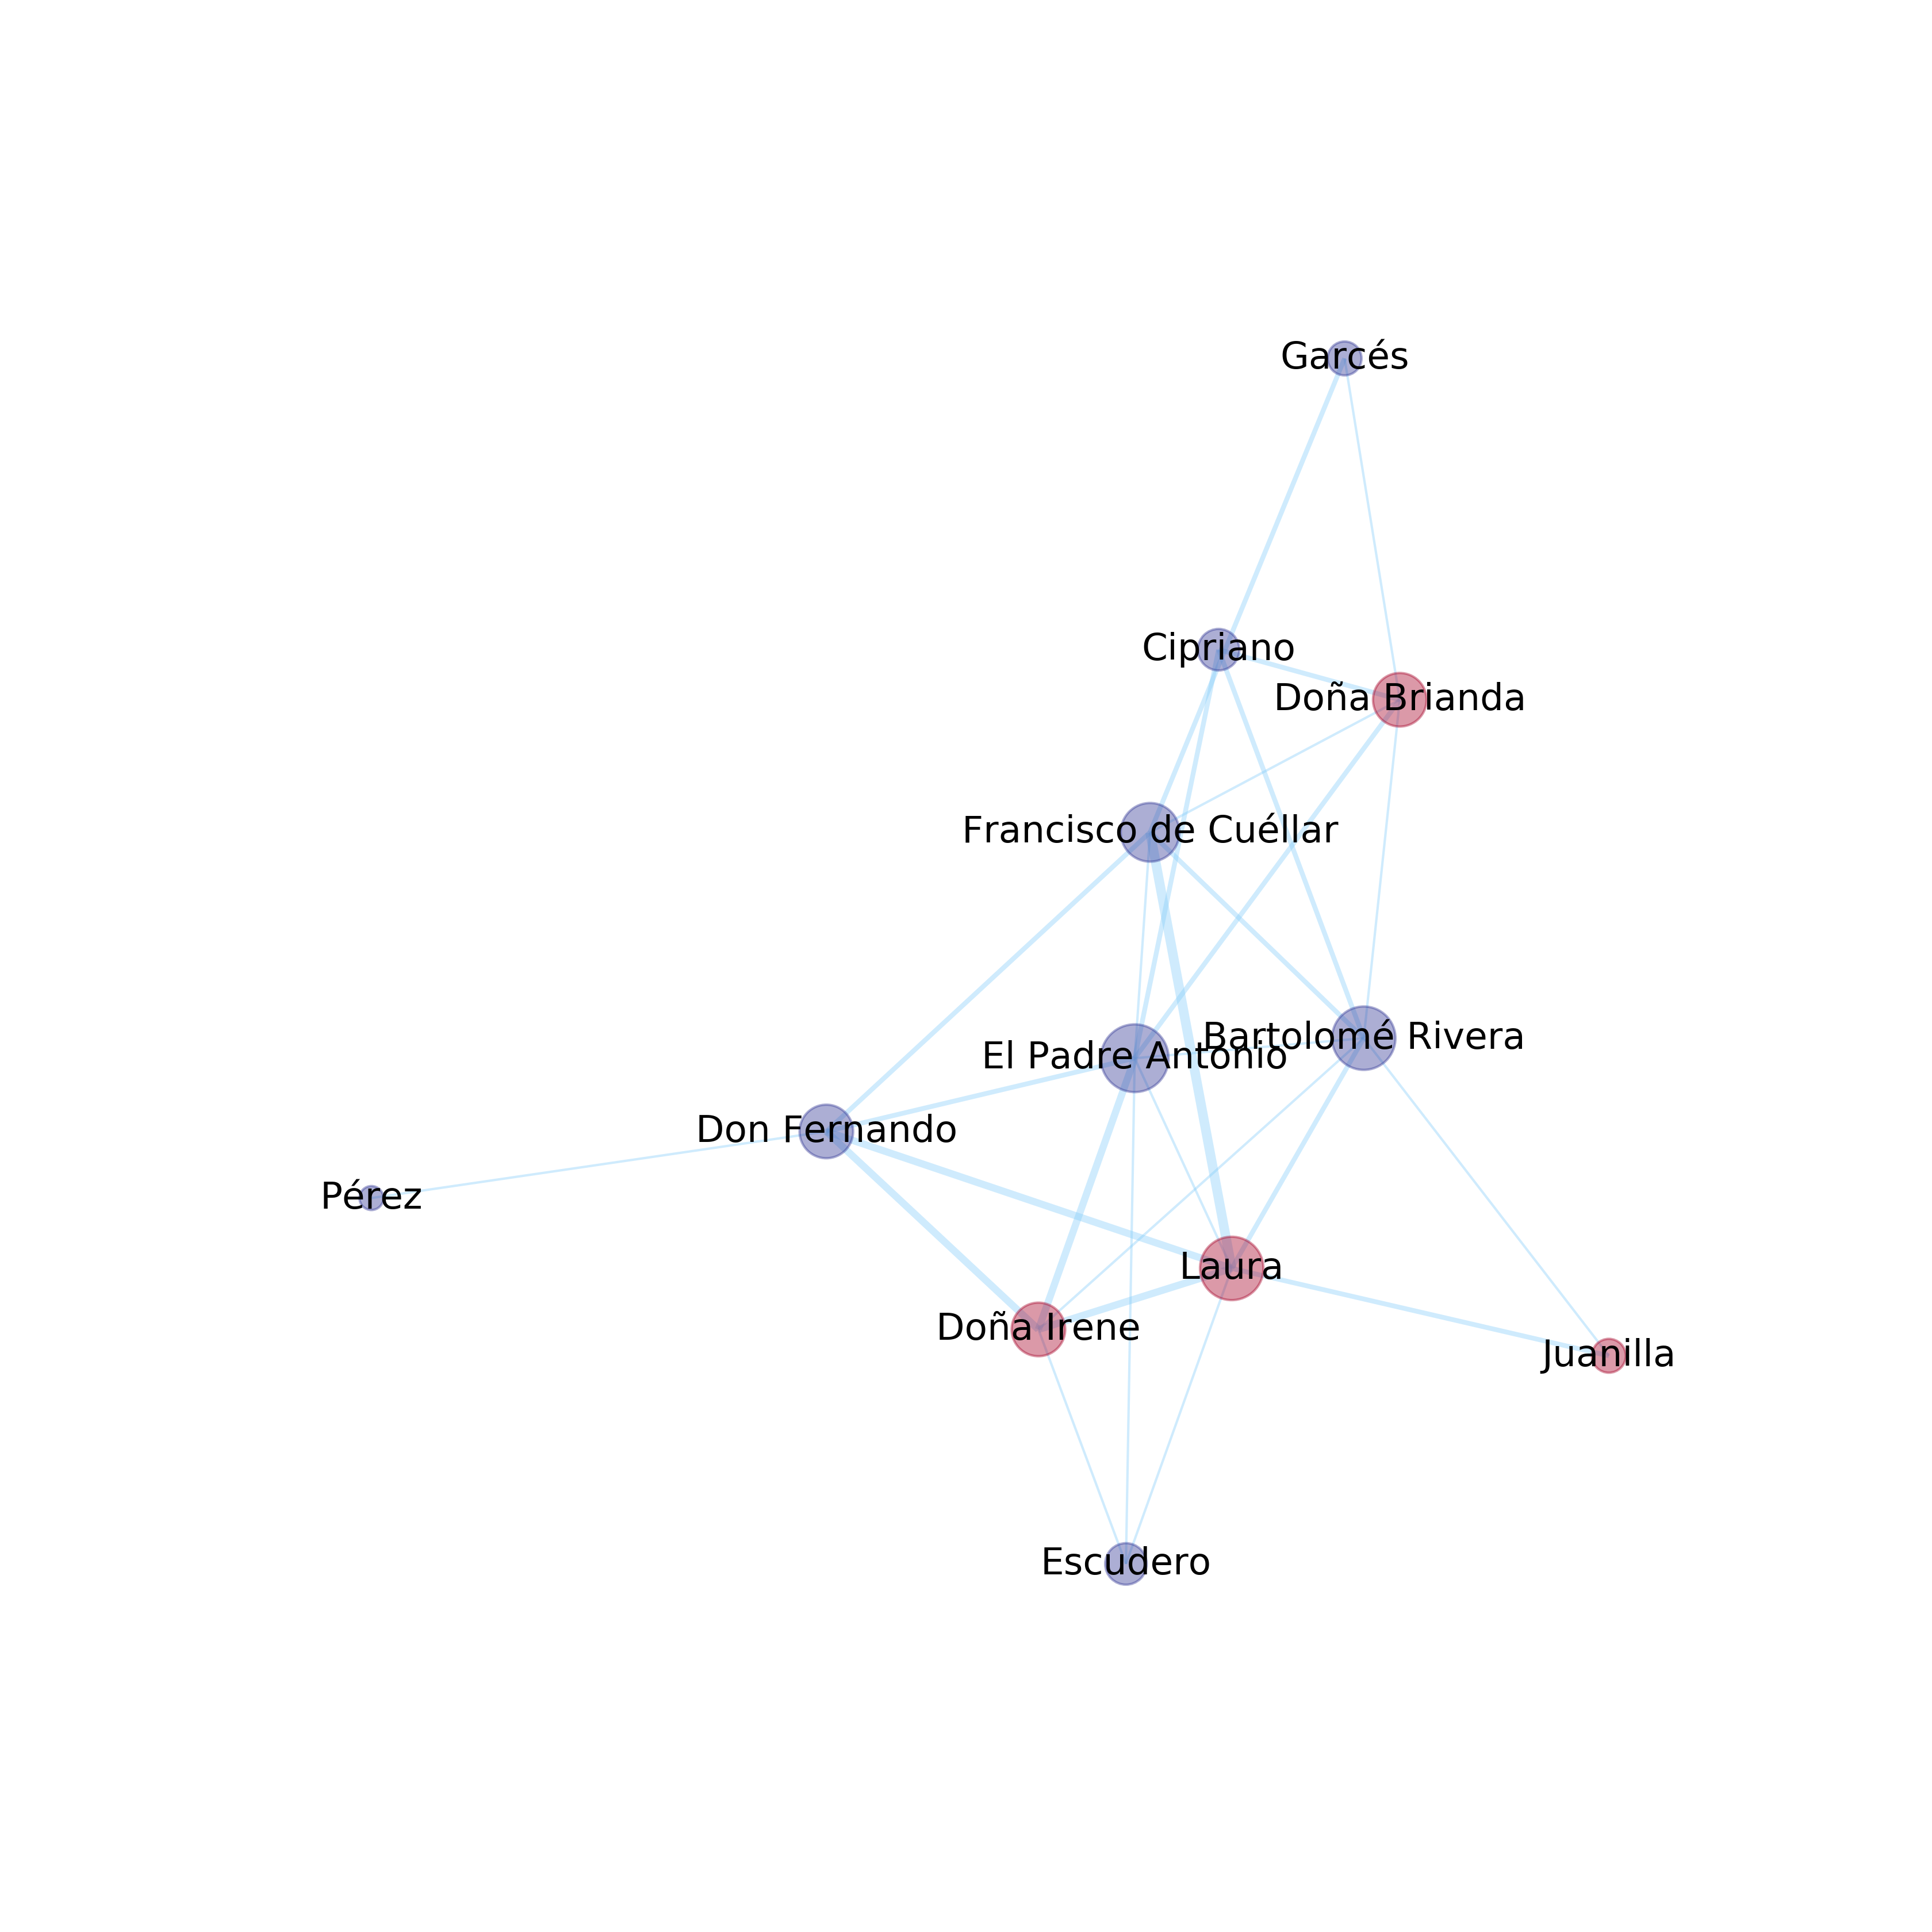 Garcés
Cipriano
Doña Brianda
Francisco de Cuéllar
Bartolomé Rivera
El Padre Antonio
Don Fernando
Pérez
Laura
Doña Irene
Juanilla
Escudero